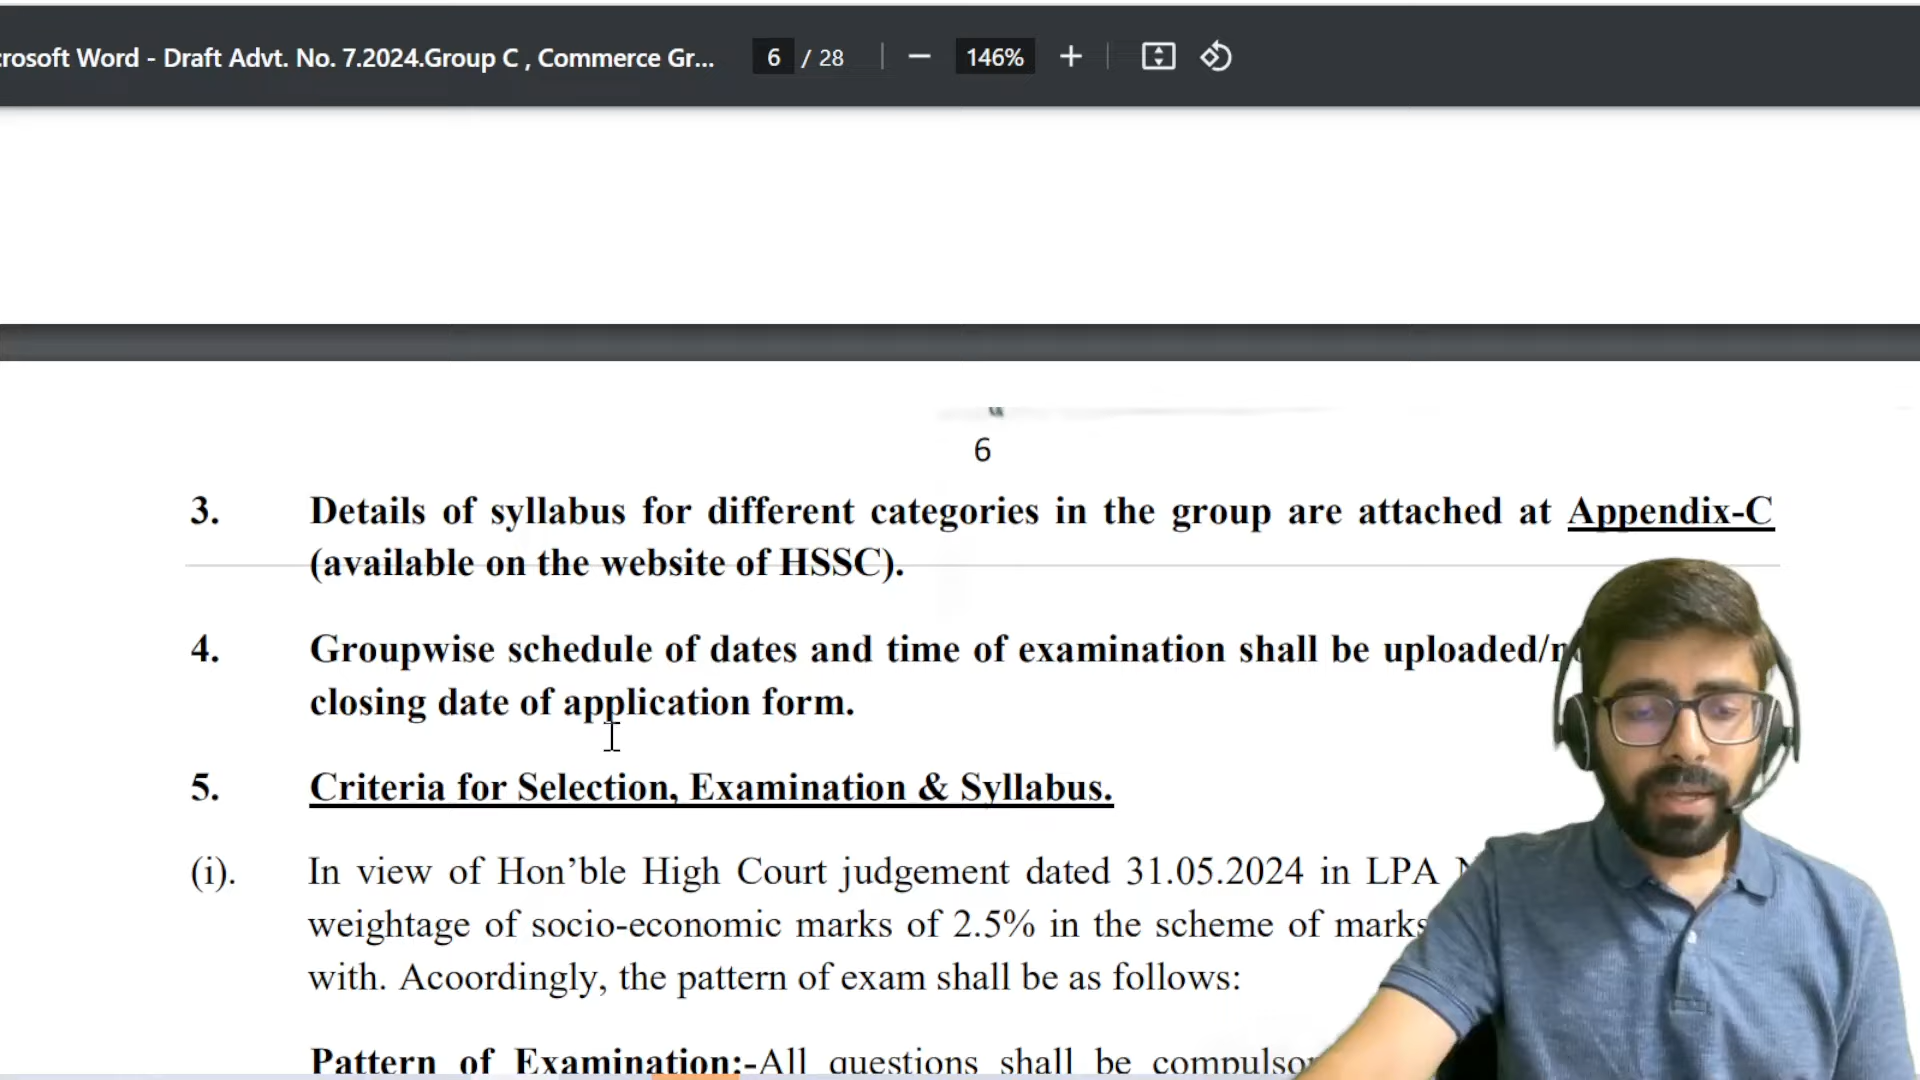 rosoft Word - Draft Advt. No. 7.2024.Group C , Commerce Gr... 6 / 28 146%
6
3. Details of syllabus for different categories in the group are attached at Appendix-C
(available on the website of HSSC).
4. Groupwise schedule of dates and time of examination shall be
closing date of application form.
5. Criteria for Selection, Examination & Syllabus.
(i). In view of Hon’ble High Court judgement dated 31.05.2024 in LPA
weightage of socio-economic marks of 2.5% in the scheme of marks
with. Acoordingly, the pattern of exam shall be as follows:
Pattern of Examination:-All questions shall be